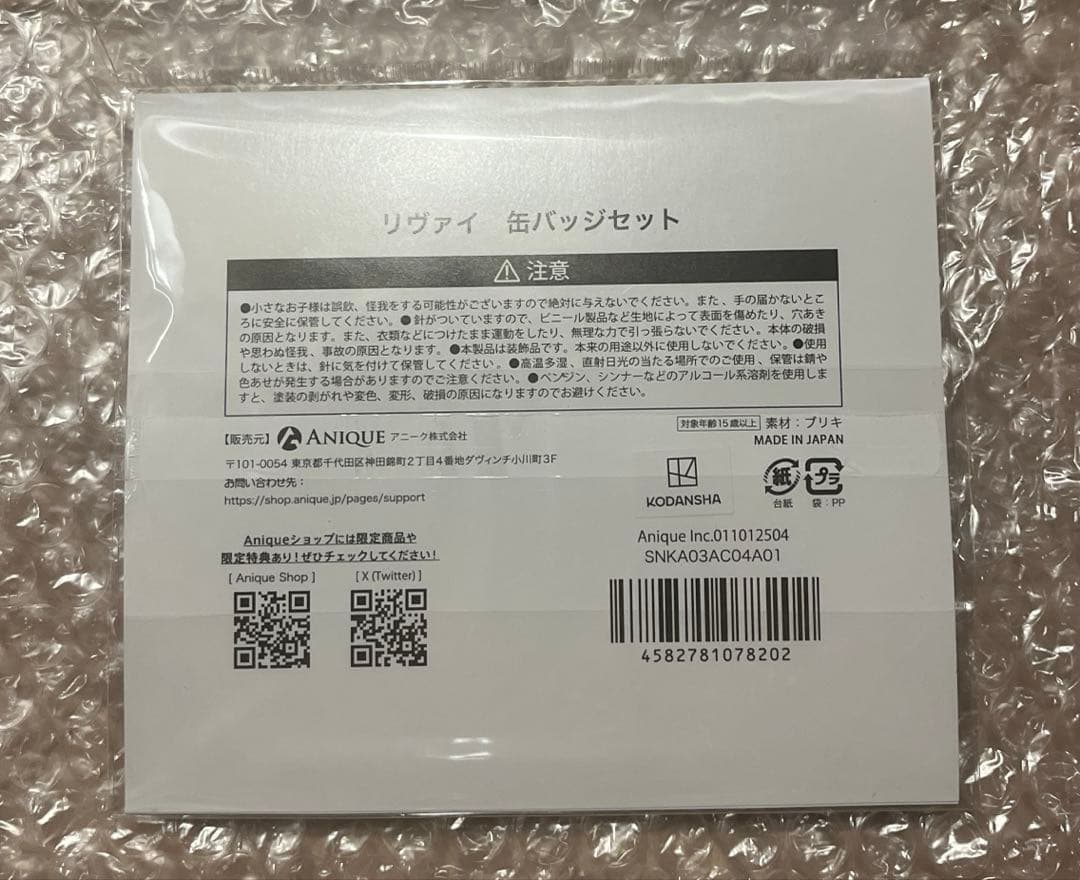 リヴァイ 缶バッジセット
⚠ 注意
●小さなお子様は誤飲、怪我をする可能性がございますので絶対に与えないでください。また、手の届かないとこ
ろに安全に保管してください。●針がついていますので、ビニール製品など生地によって表面を傷めたり、穴あき
の原因となります。また、衣類などにつけたまま運動をしたり、無理な力で引っ張らないでください。本体の破損
や思わぬ怪我、事故の原因となります。●本製品は装飾品です。本来の用途以外に使用しないでください。●使用
しないときは、針に気を付けて保管してください。●高温多湿、直射日光の当たる場所でのご使用、保管は錆や
色あせが発生する場合がありますのでご注意ください。●ベンジン、シンナーなどのアルコール系溶剤を使用しま
すと、塗装の剥がれや変色、変形、破損の原因になりますのでお避けください。
【販売元】 ANIQUE アニーク株式会社
〒101-0054 東京都千代田区神田錦町2丁目4番地ダヴィンチ小川町3F
お問い合わせ先:
https://shop.anique.jp/pages/support
対象年齢15歳以上 素材:ブリキ
MADE IN JAPAN
KODANSHA
紙 プラ
台紙 袋:PP
Aniqueショップには限定商品や
限定特典あり!ぜひチェックしてください!
[ Anique Shop ] [ X (Twitter) ]
Anique Inc.011012504
SNKA03AC04A01
4582781078202